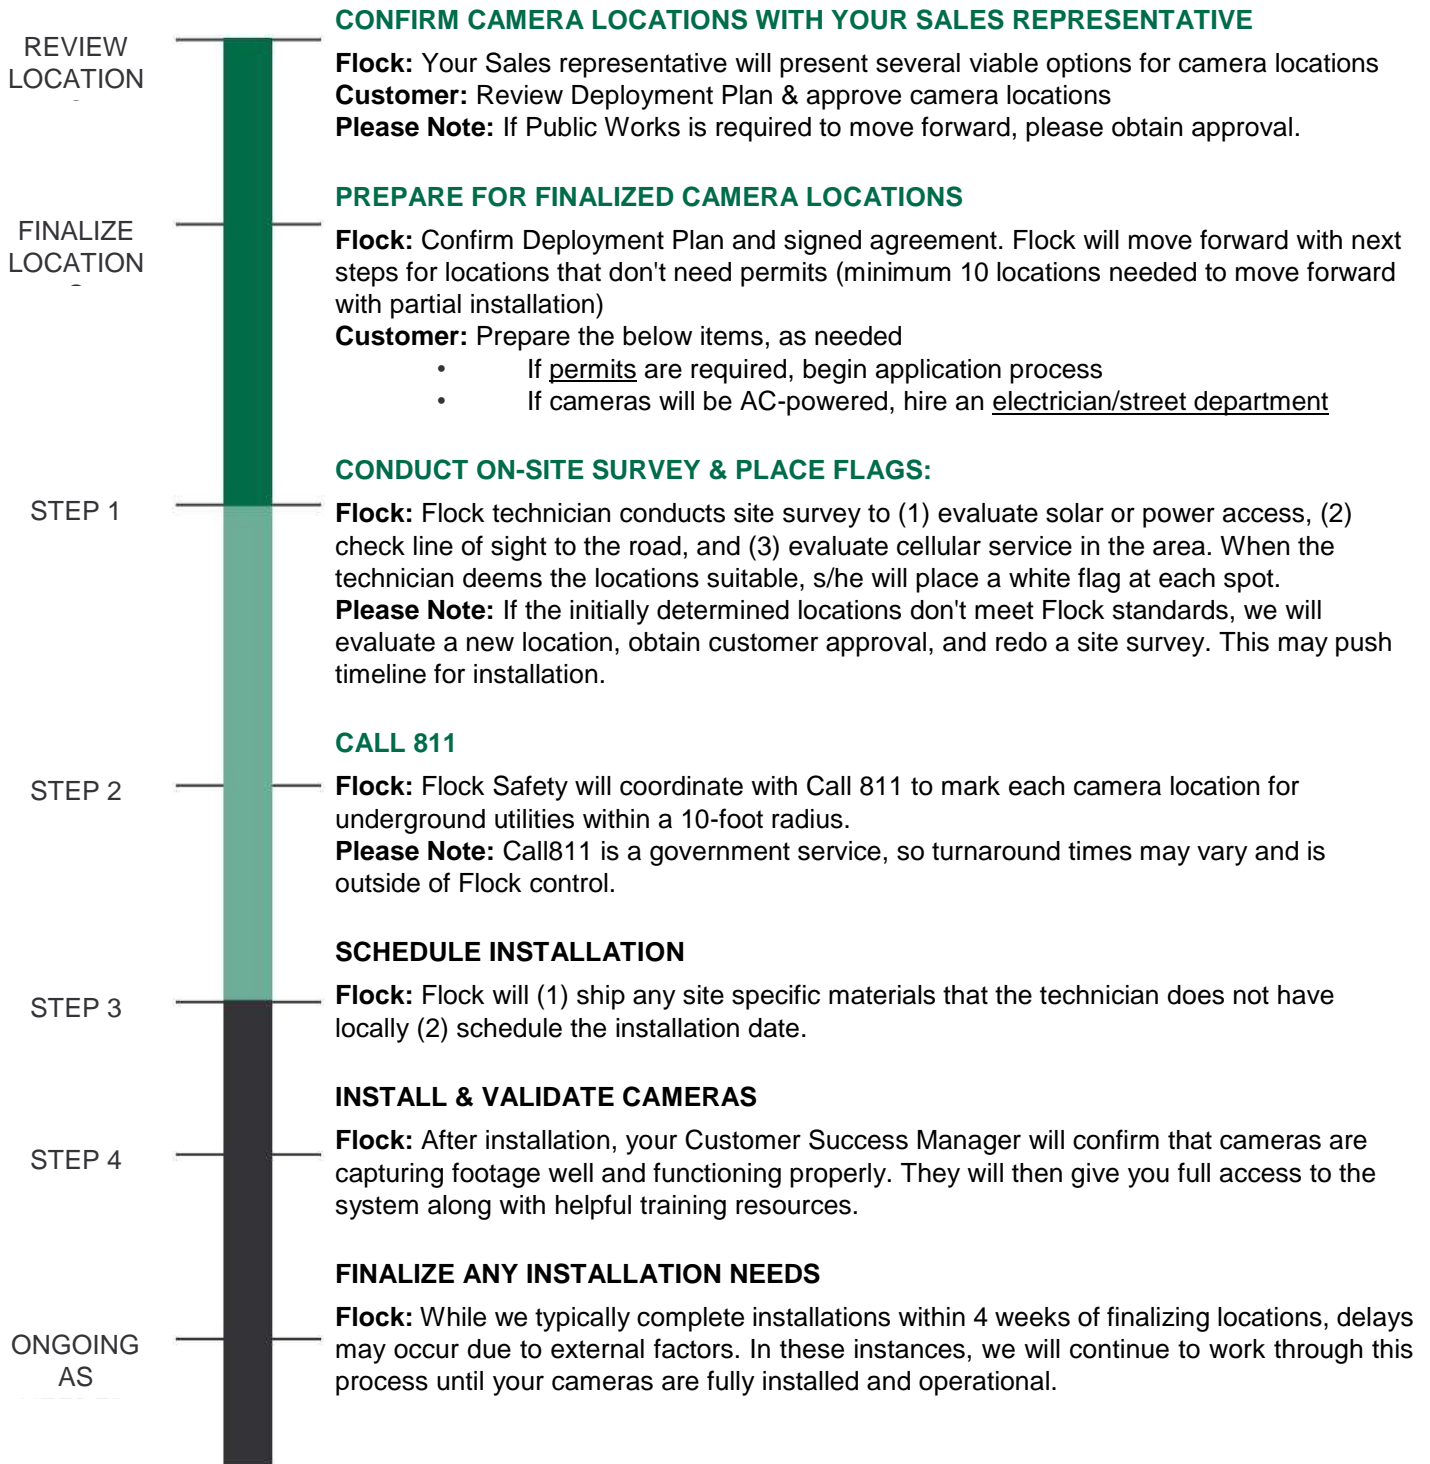 CONFIRM CAMERA LOCATIONS WITH YOUR SALES REPRESENTATIVE
REVIEW
LOCATION
Flock: Your Sales representative will present several viable options for camera locations
Customer: Review Deployment Plan & approve camera locations
Please Note: If Public Works is required to move forward, please obtain approval.
PREPARE FOR FINALIZED CAMERA LOCATIONS
FINALIZE
LOCATION
Flock: Confirm Deployment Plan and signed agreement. Flock will move forward with next
steps for locations that don't need permits (minimum 10 locations needed to move forward
with partial installation)
Customer: Prepare the below items, as needed
• If permits are required, begin application process
• If cameras will be AC-powered, hire an electrician/street department
CONDUCT ON-SITE SURVEY & PLACE FLAGS:
STEP 1
Flock: Flock technician conducts site survey to (1) evaluate solar or power access, (2)
check line of sight to the road, and (3) evaluate cellular service in the area. When the
technician deems the locations suitable, s/he will place a white flag at each spot.
Please Note: If the initially determined locations don't meet Flock standards, we will
evaluate a new location, obtain customer approval, and redo a site survey. This may push
timeline for installation.
CALL 811
STEP 2
Flock: Flock Safety will coordinate with Call 811 to mark each camera location for
underground utilities within a 10-foot radius.
Please Note: Call811 is a government service, so turnaround times may vary and is
outside of Flock control.
SCHEDULE INSTALLATION
STEP 3
Flock: Flock will (1) ship any site specific materials that the technician does not have
locally (2) schedule the installation date.
INSTALL & VALIDATE CAMERAS
STEP 4
Flock: After installation, your Customer Success Manager will confirm that cameras are
capturing footage well and functioning properly. They will then give you full access to the
system along with helpful training resources.
FINALIZE ANY INSTALLATION NEEDS
ONGOING
AS
Flock: While we typically complete installations within 4 weeks of finalizing locations, delays
may occur due to external factors. In these instances, we will continue to work through this
process until your cameras are fully installed and operational.